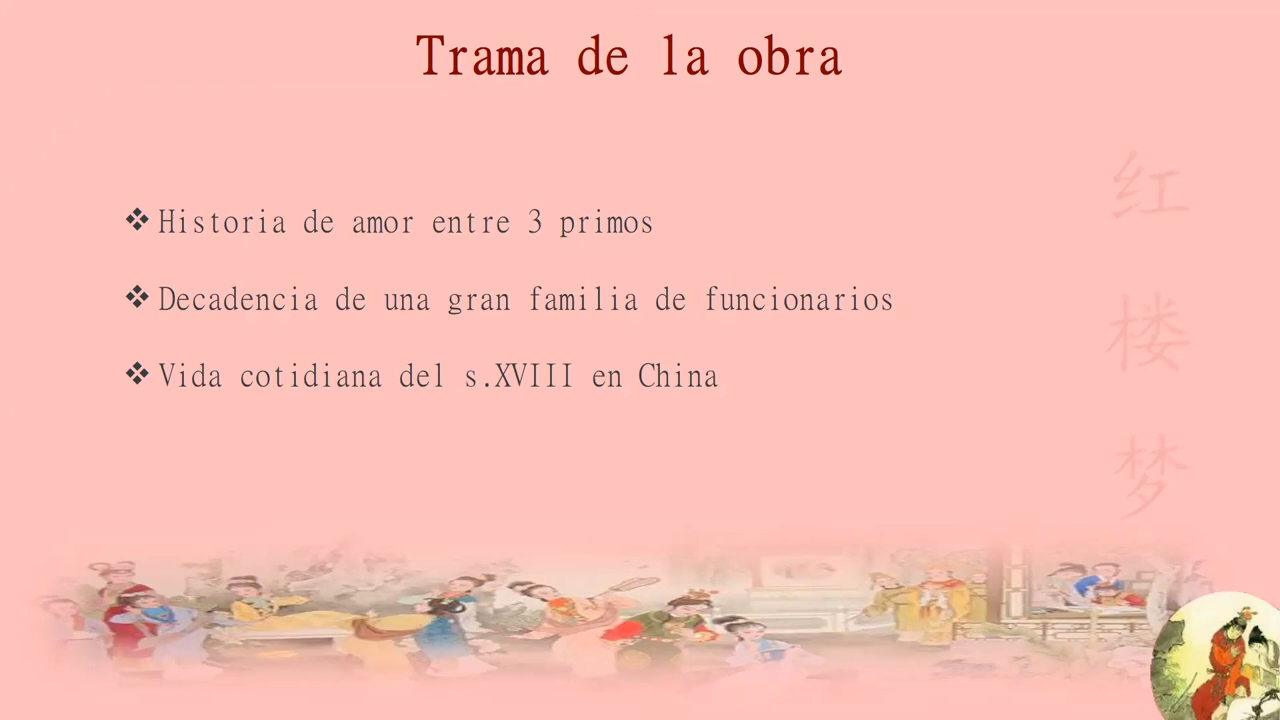 Trama de la obra
❖Historia de amor entre 3 primos
❖Decadencia de una gran familia de funcionarios
❖Vida cotidiana del s.XVIII en China
红
楼
梦